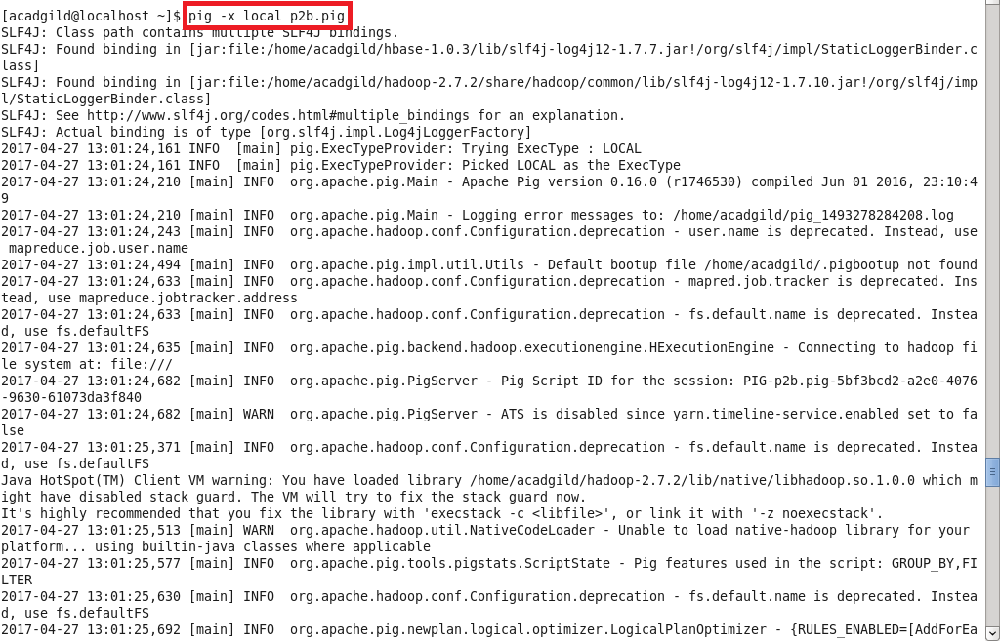 [acadgild@localhost ~]$ pig -x local p2b.pig
SLF4J: Class path contains multiple SLF4J bindings.
SLF4J: Found binding in [jar:file:/home/acadgild/hbase-1.0.3/lib/slf4j-log4j12-1.7.7.jar!/org/slf4j/impl/StaticLoggerBinder.c
lass]
SLF4J: Found binding in [jar:file:/home/acadgild/hadoop-2.7.2/share/hadoop/common/lib/slf4j-log4j12-1.7.10.jar!/org/slf4j/imp
l/StaticLoggerBinder.class]
SLF4J: See http://www.slf4j.org/codes.html#multiple_bindings for an explanation.
SLF4J: Actual binding is of type [org.slf4j.impl.Log4jLoggerFactory]
2017-04-27 13:01:24,161 INFO  [main] pig.ExecTypeProvider: Trying ExecType : LOCAL
2017-04-27 13:01:24,161 INFO  [main] pig.ExecTypeProvider: Picked LOCAL as the ExecType
2017-04-27 13:01:24,210 [main] INFO  org.apache.pig.Main - Apache Pig version 0.16.0 (r1746530) compiled Jun 01 2016, 23:10:4
9
2017-04-27 13:01:24,210 [main] INFO  org.apache.pig.Main - Logging error messages to: /home/acadgild/pig_1493278284208.log
2017-04-27 13:01:24,243 [main] INFO  org.apache.hadoop.conf.Configuration.deprecation - user.name is deprecated. Instead, use
 mapreduce.job.user.name
2017-04-27 13:01:24,494 [main] INFO  org.apache.pig.impl.util.Utils - Default bootup file /home/acadgild/.pigbootup not found
2017-04-27 13:01:24,633 [main] INFO  org.apache.hadoop.conf.Configuration.deprecation - mapred.job.tracker is deprecated. Ins
tead, use mapreduce.jobtracker.address
2017-04-27 13:01:24,633 [main] INFO  org.apache.hadoop.conf.Configuration.deprecation - fs.default.name is deprecated. Instea
d, use fs.defaultFS
2017-04-27 13:01:24,635 [main] INFO  org.apache.pig.backend.hadoop.executionengine.HExecutionEngine - Connecting to hadoop fi
le system at: file:///
2017-04-27 13:01:24,682 [main] INFO  org.apache.pig.PigServer - Pig Script ID for the session: PIG-p2b.pig-5bf3bcd2-a2e0-4076
-9630-61073da3f840
2017-04-27 13:01:24,682 [main] WARN  org.apache.pig.PigServer - ATS is disabled since yarn.timeline-service.enabled set to fa
lse
2017-04-27 13:01:25,371 [main] INFO  org.apache.hadoop.conf.Configuration.deprecation - fs.default.name is deprecated. Instea
d, use fs.defaultFS
Java HotSpot(TM) Client VM warning: You have loaded library /home/acadgild/hadoop-2.7.2/lib/native/libhadoop.so.1.0.0 which m
ight have disabled stack guard. The VM will try to fix the stack guard now.
It's highly recommended that you fix the library with 'execstack -c <libfile>', or link it with '-z noexecstack'.
2017-04-27 13:01:25,513 [main] WARN  org.apache.hadoop.util.NativeCodeLoader - Unable to load native-hadoop library for your
platform... using builtin-java classes where applicable
2017-04-27 13:01:25,577 [main] INFO  org.apache.pig.tools.pigstats.ScriptState - Pig features used in the script: GROUP_BY,FI
LTER
2017-04-27 13:01:25,630 [main] INFO  org.apache.hadoop.conf.Configuration.deprecation - fs.default.name is deprecated. Instea
d, use fs.defaultFS
2017-04-27 13:01:25,692 [main] INFO  org.apache.pig.newplan.logical.optimizer.LogicalPlanOptimizer - {RULES_ENABLED=[AddForEa